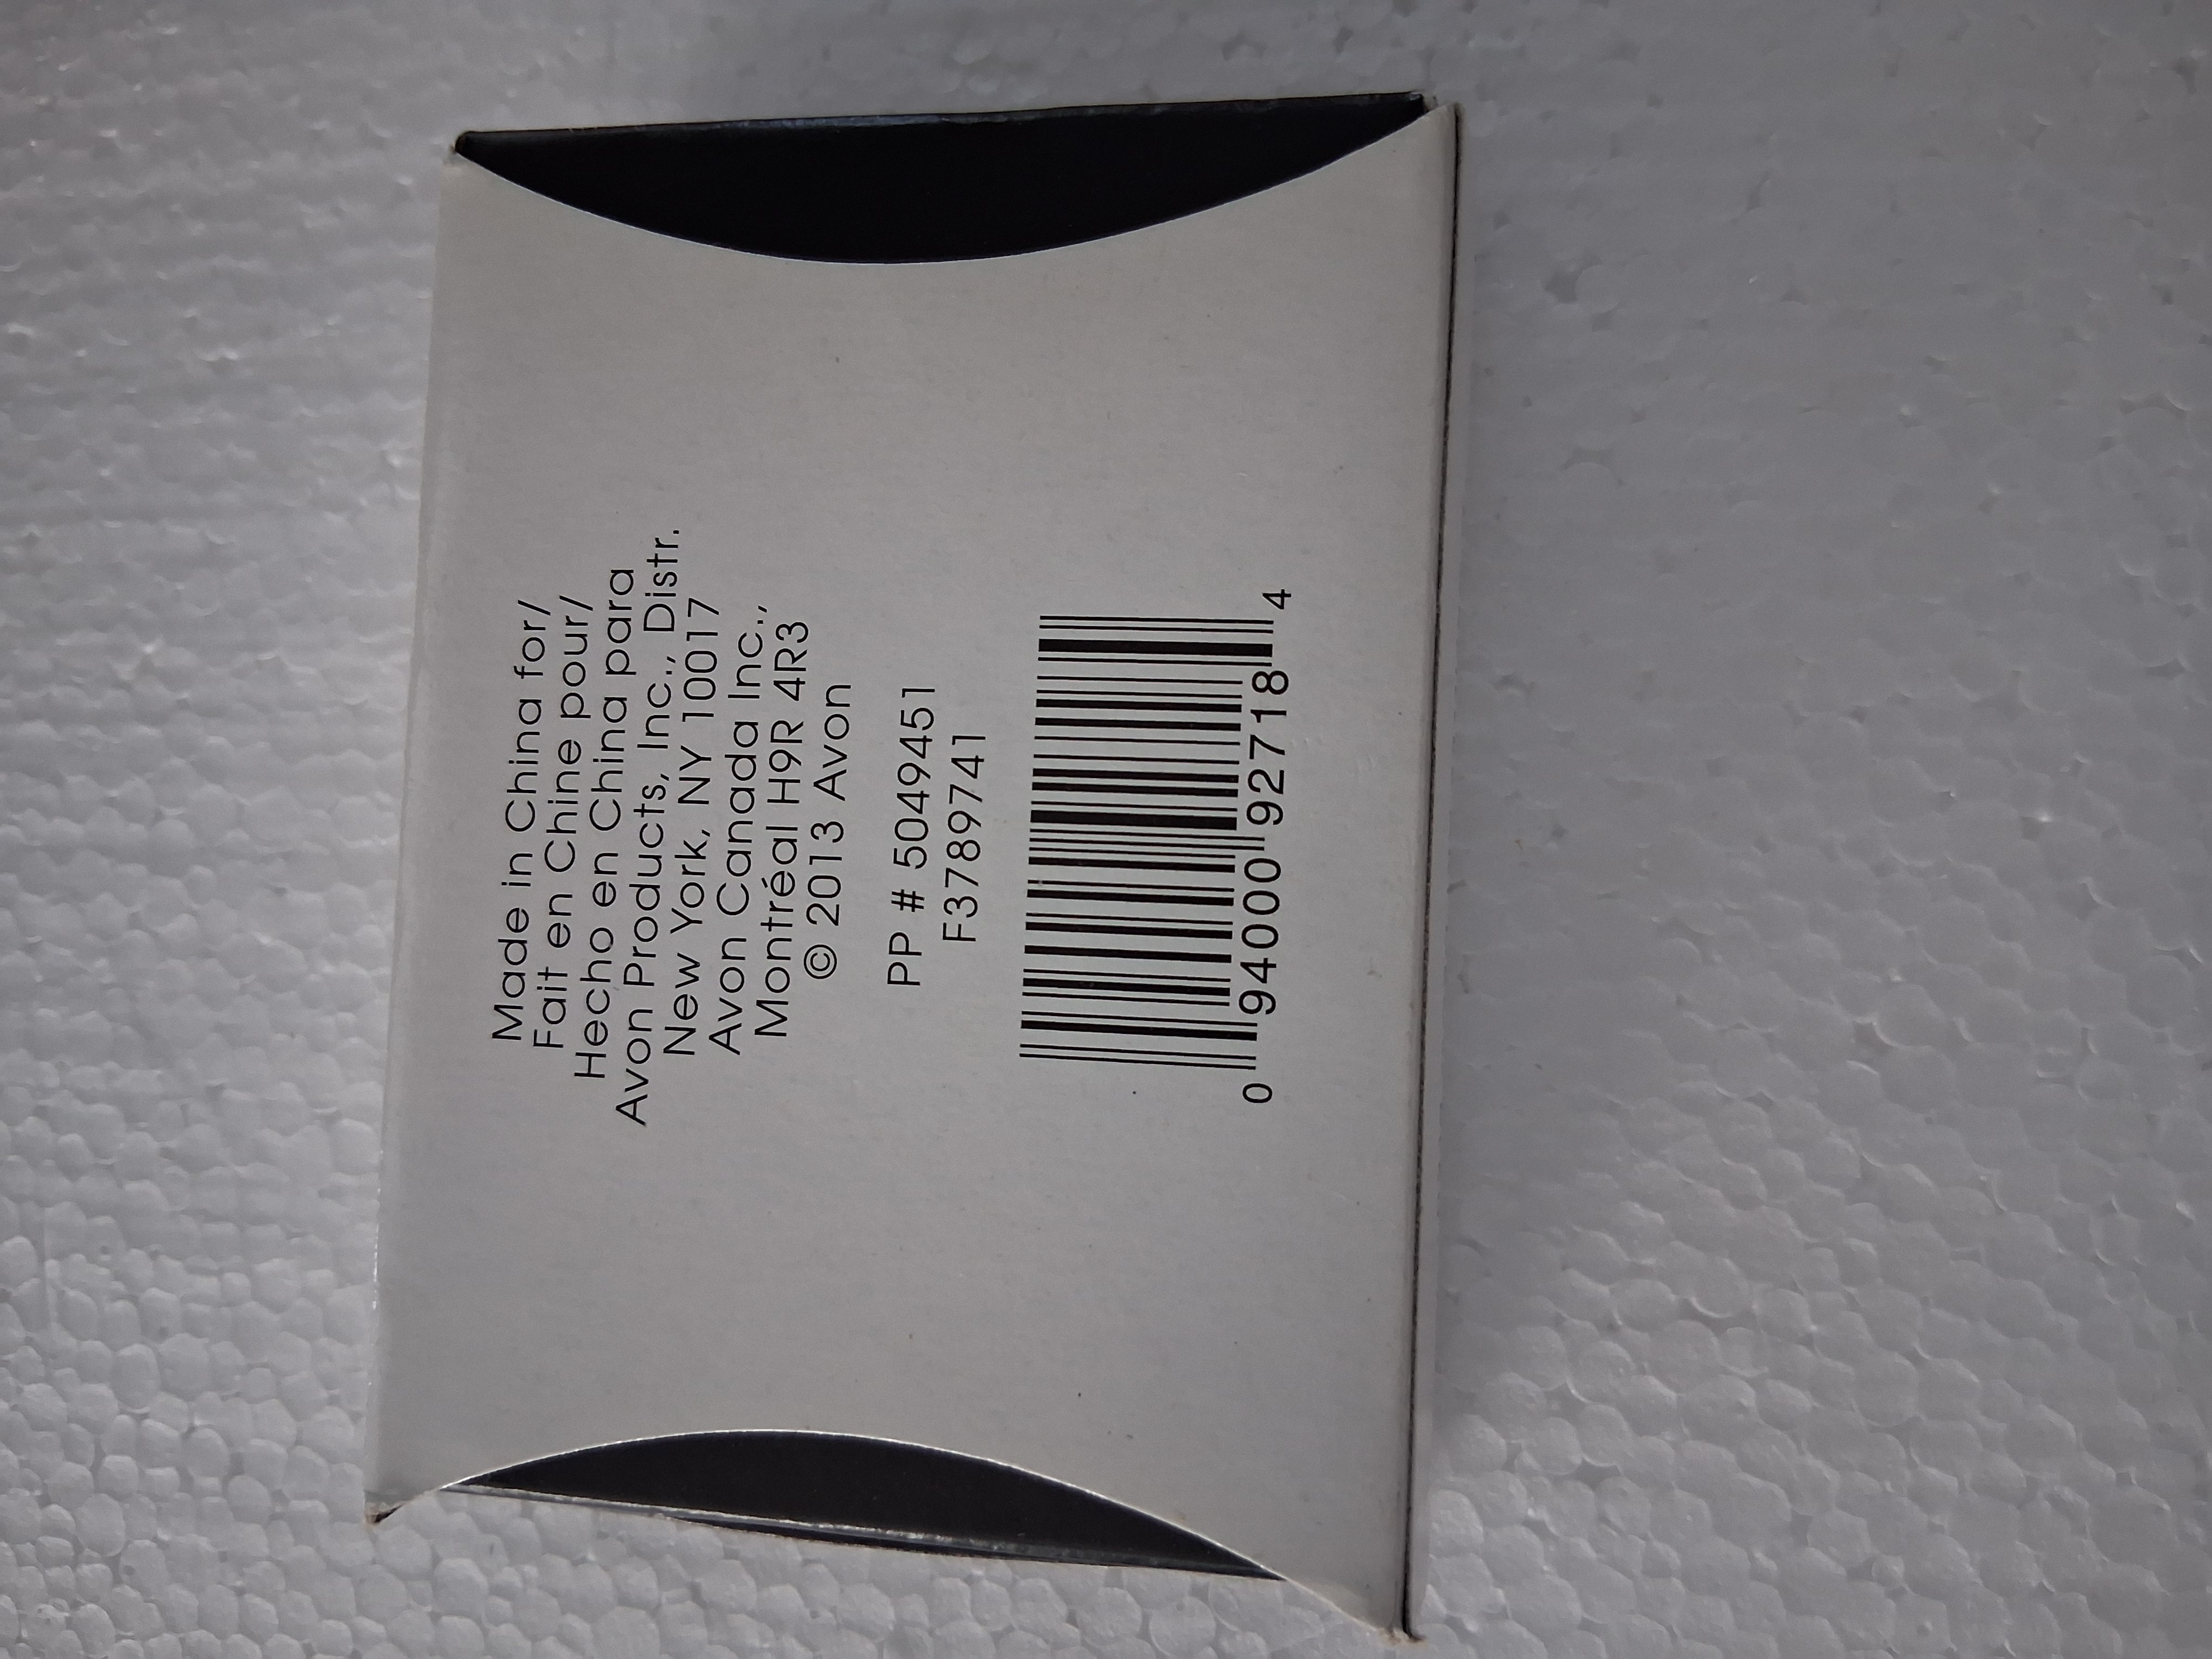 Made in China for/
Fait en Chine pour/
Hecho en China para
Avon Products, Inc., Distr.
New York, NY 10017
Avon Canada Inc.,
Montréal H9R 4R3
© 2013 Avon
PP # 5049451
F3789741
0 94000 92718 4